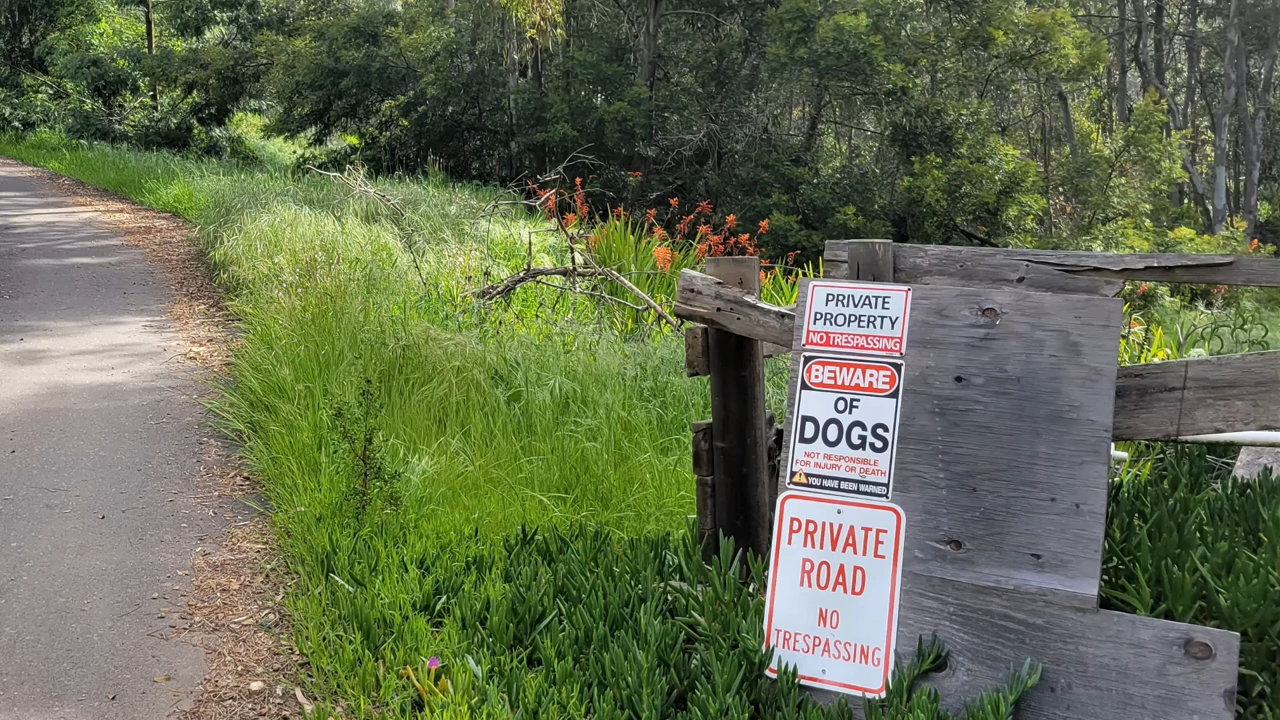 PRIVATE
PROPERTY
NO TRESPASSING
BEWARE
OF
DOGS
NOT RESPONSIBLE
FOR INJURY OR DEATH
YOU HAVE BEEN WARNED
PRIVATE
ROAD
NO
TRESPASSING